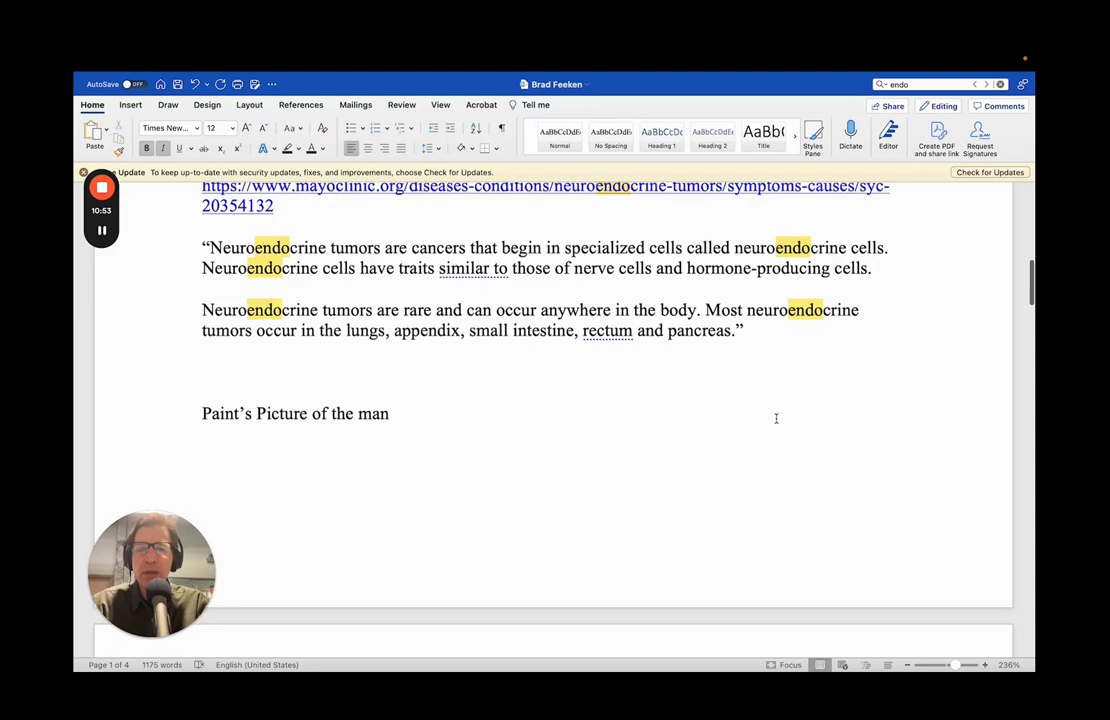 AutoSave OFF
Brad Feeken
endo
Home Insert Draw Design Layout References Mailings Review View Acrobat Tell me
Share Editing Comments
Times New... 12 Aa
AaBbCcDdEe AaBbCcDdEe AaBbCcDc AaBbCcDdEe AaBb(
Paste B I U ab x x A A
Normal No Spacing Heading 1 Heading 2 Title
Styles Pane
Dictate
Editor
Create PDF and share link
Request Signatures
Update To keep up-to-date with security updates, fixes, and improvements, choose Check for Updates.
Check for Updates
https://www.mayoclinic.org/diseases-conditions/neuroendocrine-tumors/symptoms-causes/syc-
20354132
10:53
“Neuroendocrine tumors are cancers that begin in specialized cells called neuroendocrine cells.
Neuroendocrine cells have traits similar to those of nerve cells and hormone-producing cells.
Neuroendocrine tumors are rare and can occur anywhere in the body. Most neuroendocrine
tumors occur in the lungs, appendix, small intestine, rectum and pancreas.”
Paint’s Picture of the man
Page 1 of 4 1175 words English (United States) Focus 236%